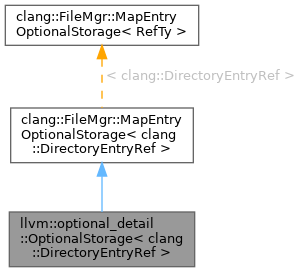 clang::FileMgr::MapEntry
OptionalStorage< RefTy >
< clang::DirectoryEntryRef >
clang::FileMgr::MapEntry
OptionalStorage< clang
::DirectoryEntryRef >
llvm::optional_detail
::OptionalStorage< clang
::DirectoryEntryRef >